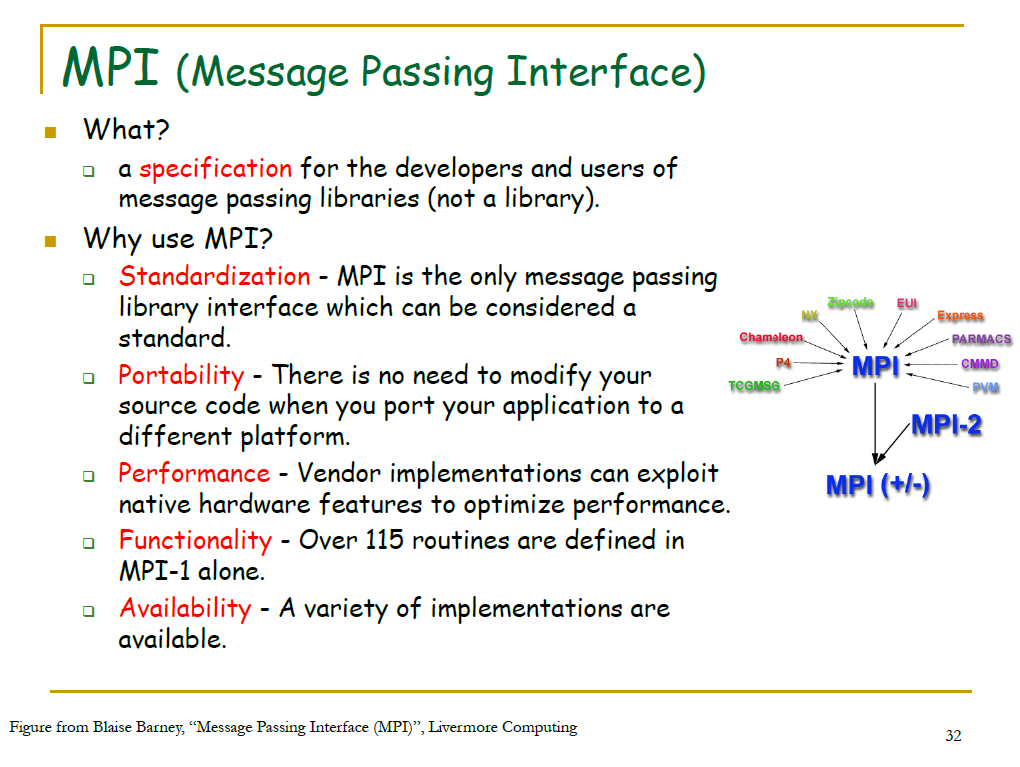 MPI (Message Passing Interface)
What?
a specification for the developers and users of
message passing libraries (not a library).
Why use MPI?
Standardization - MPI is the only message passing
library interface which can be considered a
standard.
Portability - There is no need to modify your
source code when you port your application to a
different platform.
Performance - Vendor implementations can exploit
native hardware features to optimize performance.
Functionality - Over 115 routines are defined in
MPI-1 alone.
Availability - A variety of implementations are
available.
Zipcode
EUI
NX
Express
Chameleon
PARMACS
P4
MPI
CMMD
TCGMSG
PVM
MPI-2
MPI (+/-)
Figure from Blaise Barney, “Message Passing Interface (MPI)”, Livermore Computing
32